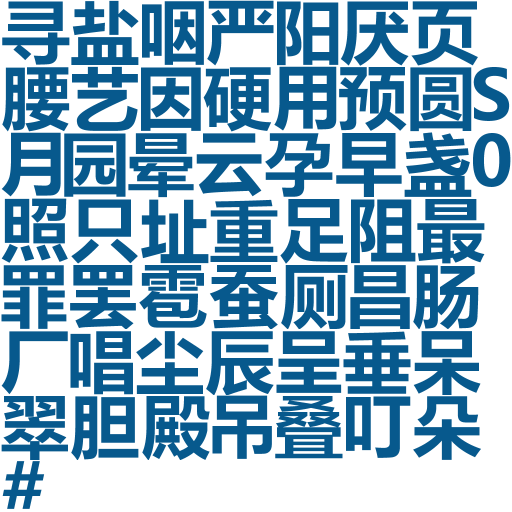 寻盐咽严阳厌页
腰艺因硬用预圆S
月园晕云孕早盏0
照只址重足阻最
罪罢雹蚕厕昌肠
厂唱尘辰呈垂呆
翠胆殿吊叠叮朵
#